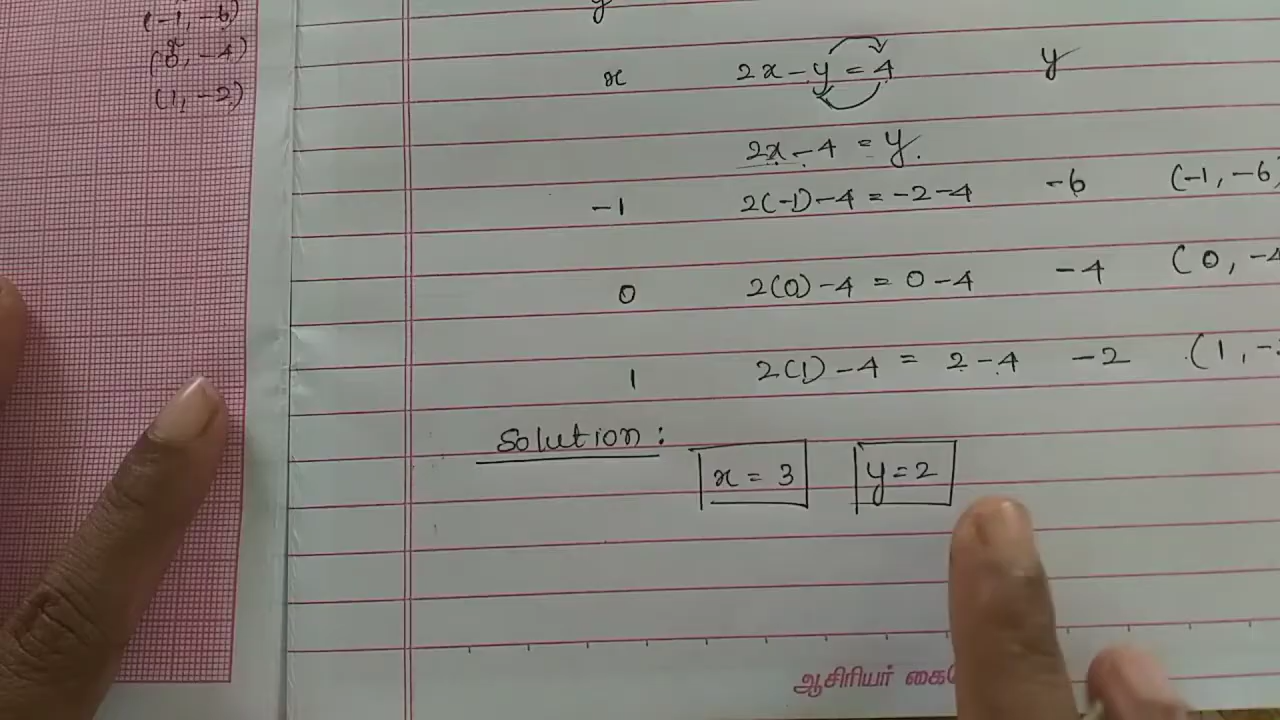 (-1, -6)
(0, -4)
(1, -2)
y
x 2x - y = 4 y
2x - 4 = y.
-1 2(-1) - 4 = -2 - 4 -6 (-1, -6)
0 2(0) - 4 = 0 - 4 -4 (0, -4
1 2(1) - 4 = 2 - 4 -2 (1, -
Solution:
x = 3 y = 2
ஆசிரியர்